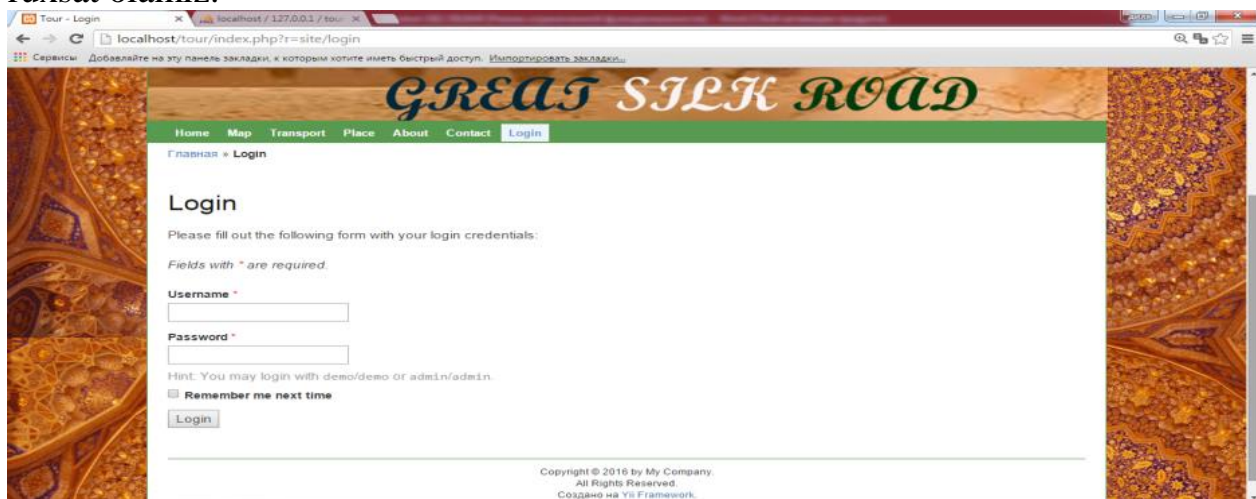 ruxsat olamiz.
Tour - Login
localhost / 127.0.0.1 / tour
localhost/tour/index.php?r=site/login
Сервисы Добавляйте на эту панель закладки, к которым хотите иметь быстрый доступ. Импортировать закладки...
GREAT SILK ROAD
Home Map Transport Place About Contact Login
Главная » Login
Login
Please fill out the following form with your login credentials:
Fields with * are required.
Username *
Password *
Hint: You may login with demo/demo or admin/admin.
Remember me next time
Login
Copyright © 2016 by My Company.
All Rights Reserved.
Создано на Yii Framework.